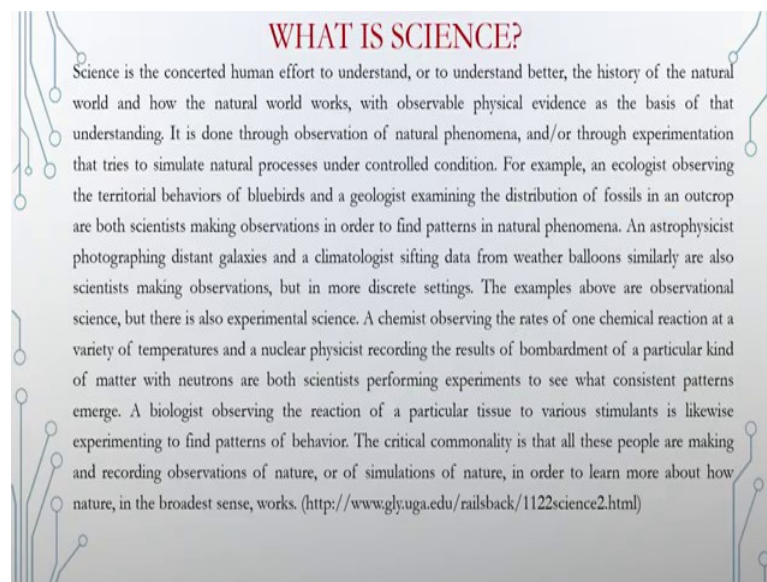 WHAT IS SCIENCE?
Science is the concerted human effort to understand, or to understand better, the history of the natural
world and how the natural world works, with observable physical evidence as the basis of that
understanding. It is done through observation of natural phenomena, and/or through experimentation
that tries to simulate natural processes under controlled condition. For example, an ecologist observing
the territorial behaviors of bluebirds and a geologist examining the distribution of fossils in an outcrop
are both scientists making observations in order to find patterns in natural phenomena. An astrophysicist
photographing distant galaxies and a climatologist sifting data from weather balloons similarly are also
scientists making observations, but in more discrete settings. The examples above are observational
science, but there is also experimental science. A chemist observing the rates of one chemical reaction at a
variety of temperatures and a nuclear physicist recording the results of bombardment of a particular kind
of matter with neutrons are both scientists performing experiments to see what consistent patterns
emerge. A biologist observing the reaction of a particular tissue to various stimulants is likewise
experimenting to find patterns of behavior. The critical commonality is that all these people are making
and recording observations of nature, or of simulations of nature, in order to learn more about how
nature, in the broadest sense, works. (http://www.gly.uga.edu/railsback/1122science2.html)